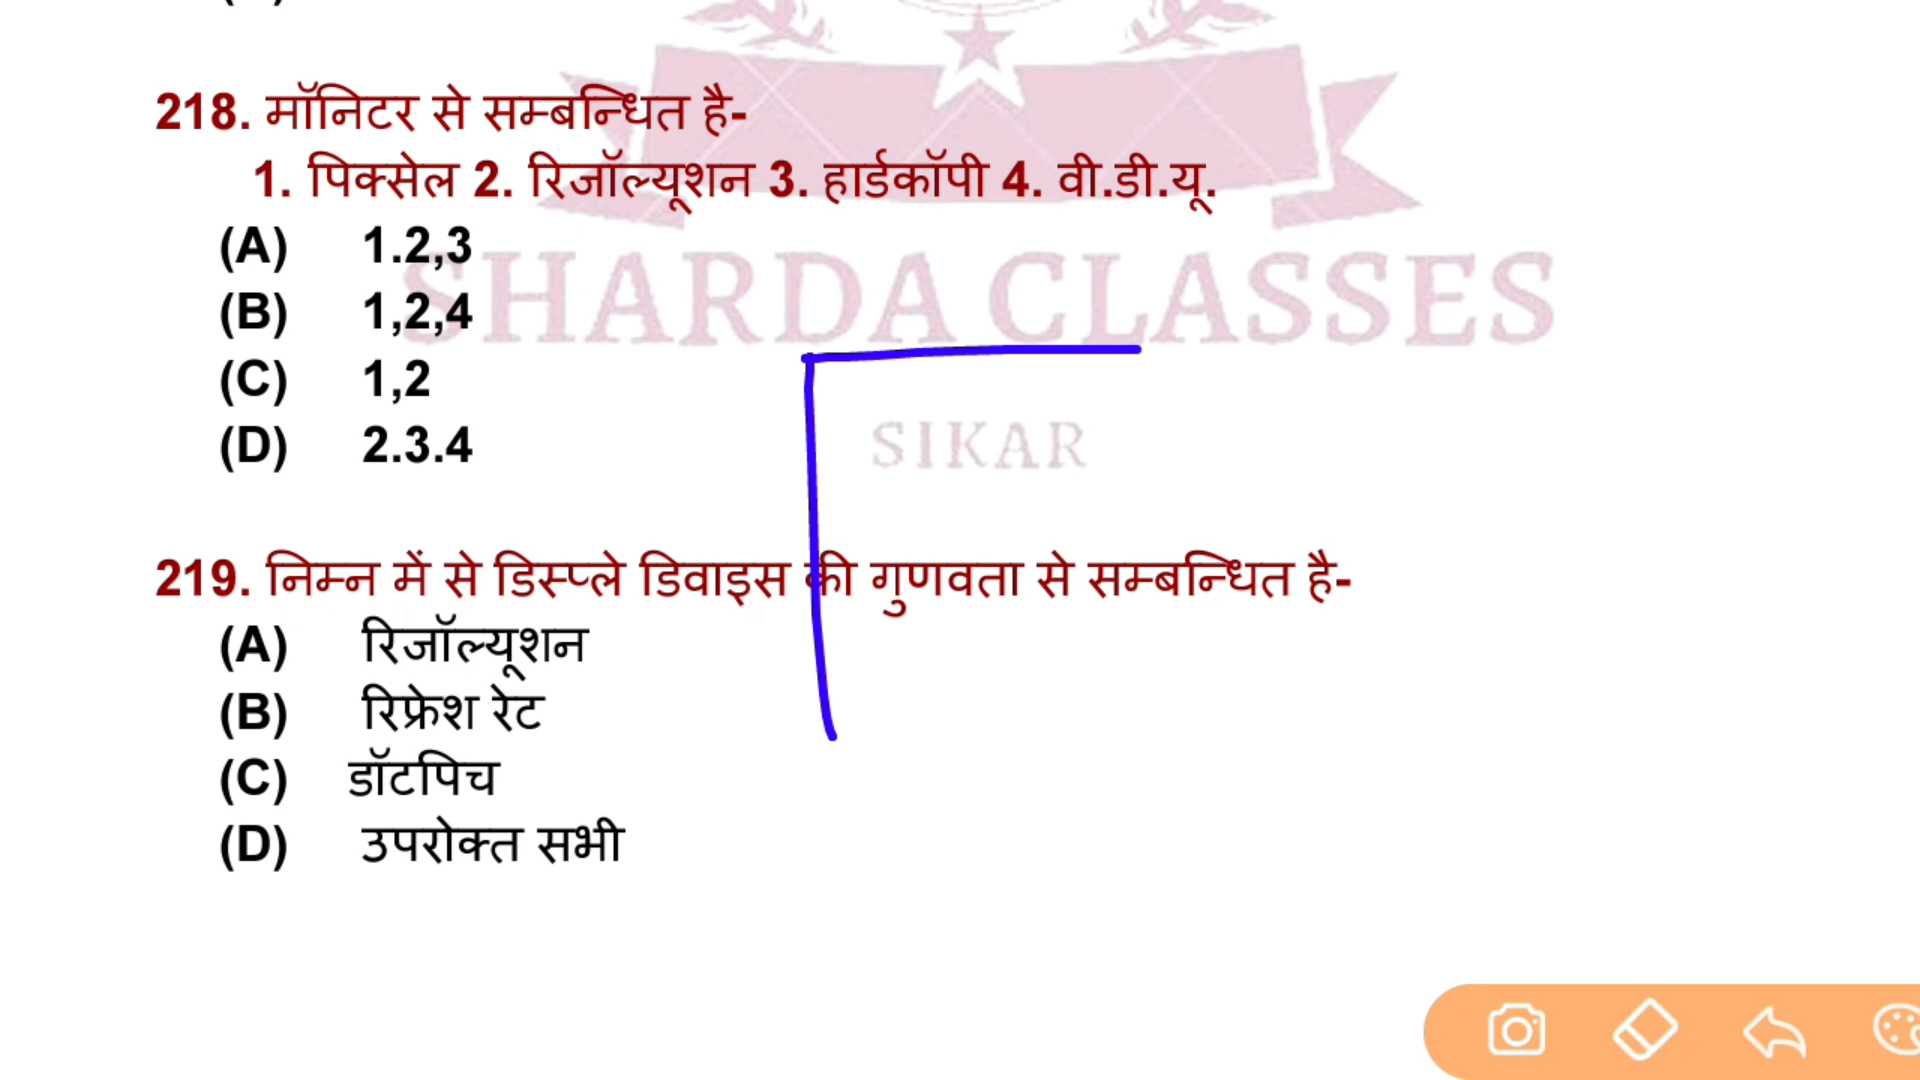 218. मॉनिटर से सम्बन्धित है-
1. पिक्सेल 2. रिजॉल्यूशन 3. हार्डकॉपी 4. वी.डी.यू.
(A) 1.2,3
(B) 1,2,4
(C) 1,2
(D) 2.3.4
SHARDA CLASSES
SIKAR
219. निम्न में से डिस्प्ले डिवाइस की गुणवता से सम्बन्धित है-
(A) रिजॉल्यूशन
(B) रिफ्रेश रेट
(C) डॉटपिच
(D) उपरोक्त सभी